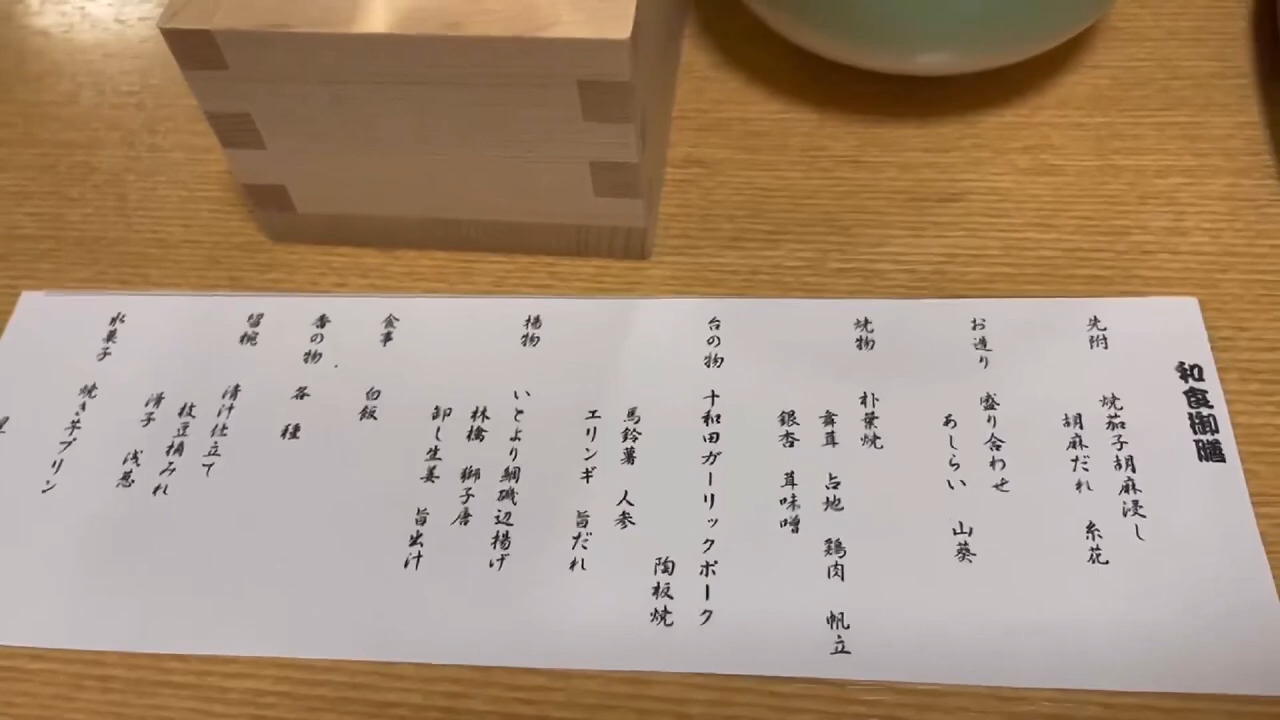 和食御膳
先附
焼茄子胡麻浸し
胡麻だれ 糸花
お造り
盛り合わせ
あしらい 山葵
焼物
朴葉焼
舞茸 占地 鶏肉 帆立
銀杏 茸味噌
台の物
十和田ガーリックポーク
陶板焼
馬鈴薯 人参
エリンギ 旨だれ
揚物
いとより鯛磯辺揚げ
林檎 獅子唐
卸し生姜 旨出汁
食事
白飯
香の物
各種
留椀
清汁仕立て
枝豆摘みれ
滑子 浅葱
水菓子
焼き芋プリン